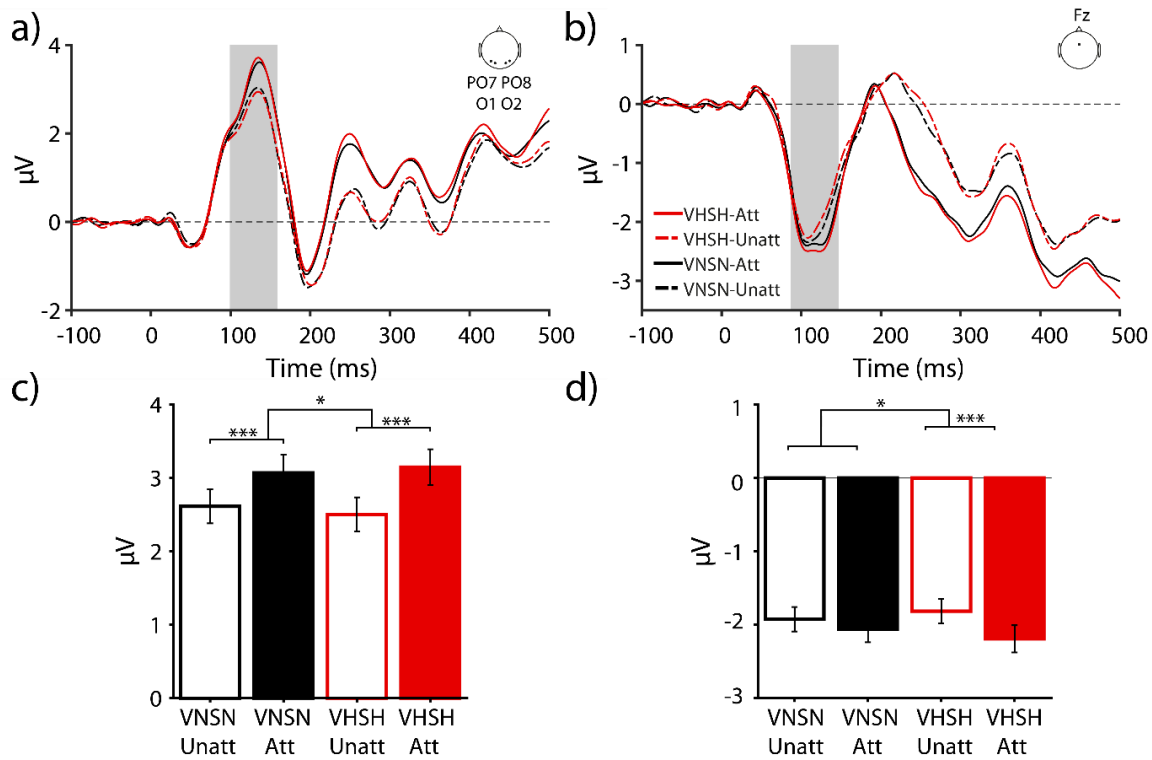 a)
PO7 PO8
O1 O2
4
2
0
-2
µV
-100 0 100 200 300 400 500
Time (ms)
b)
Fz
1
0
-1
-2
-3
µV
VHSH-Att
VHSH-Unatt
VNSN-Att
VNSN-Unatt
-100 0 100 200 300 400 500
Time (ms)
c)
4
3
2
1
0
µV
*
*** ***
VNSN VNSN VHSH VHSH
Unatt Att Unatt Att
d)
1
0
-1
-2
-3
µV
*
***
VNSN VNSN VHSH VHSH
Unatt Att Unatt Att